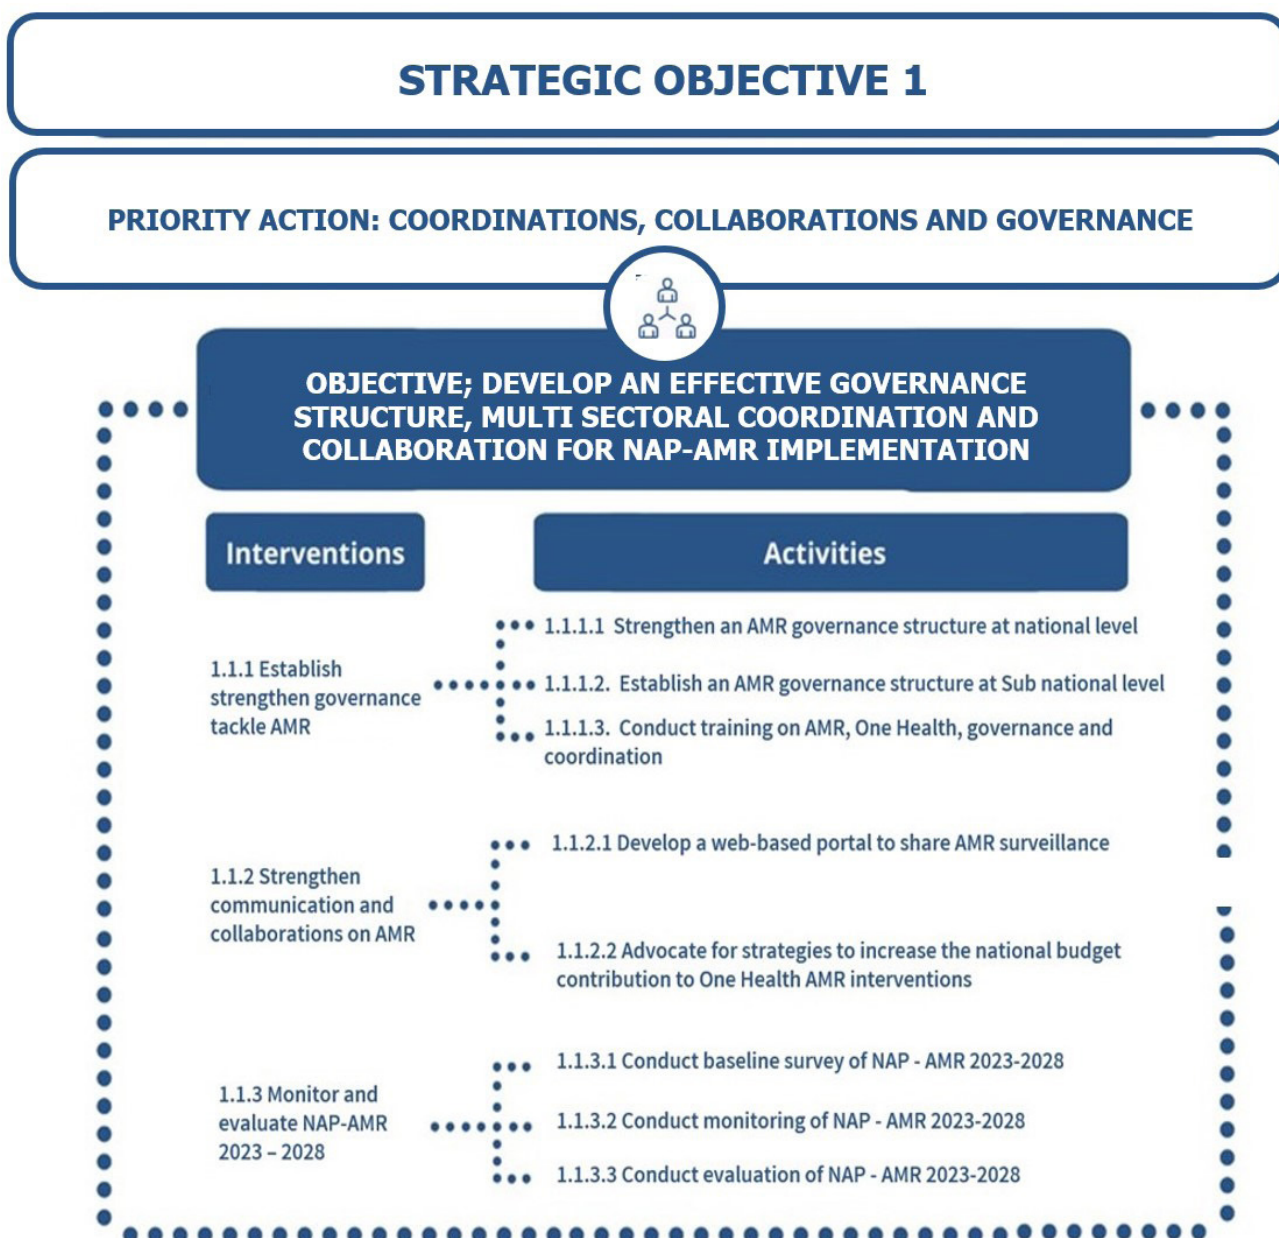 STRATEGIC OBJECTIVE 1
PRIORITY ACTION: COORDINATIONS, COLLABORATIONS AND GOVERNANCE
OBJECTIVE; DEVELOP AN EFFECTIVE GOVERNANCE
STRUCTURE, MULTI SECTORAL COORDINATION AND
COLLABORATION FOR NAP-AMR IMPLEMENTATION
Interventions
Activities
1.1.1 Establish
strengthen governance
tackle AMR
1.1.1.1 Strengthen an AMR governance structure at national level
1.1.1.2. Establish an AMR governance structure at Sub national level
1.1.1.3. Conduct training on AMR, One Health, governance and
coordination
1.1.2 Strengthen
communication and
collaborations on AMR
1.1.2.1 Develop a web-based portal to share AMR surveillance
1.1.2.2 Advocate for strategies to increase the national budget
contribution to One Health AMR interventions
1.1.3 Monitor and
evaluate NAP-AMR
2023 – 2028
1.1.3.1 Conduct baseline survey of NAP - AMR 2023-2028
1.1.3.2 Conduct monitoring of NAP - AMR 2023-2028
1.1.3.3 Conduct evaluation of NAP - AMR 2023-2028